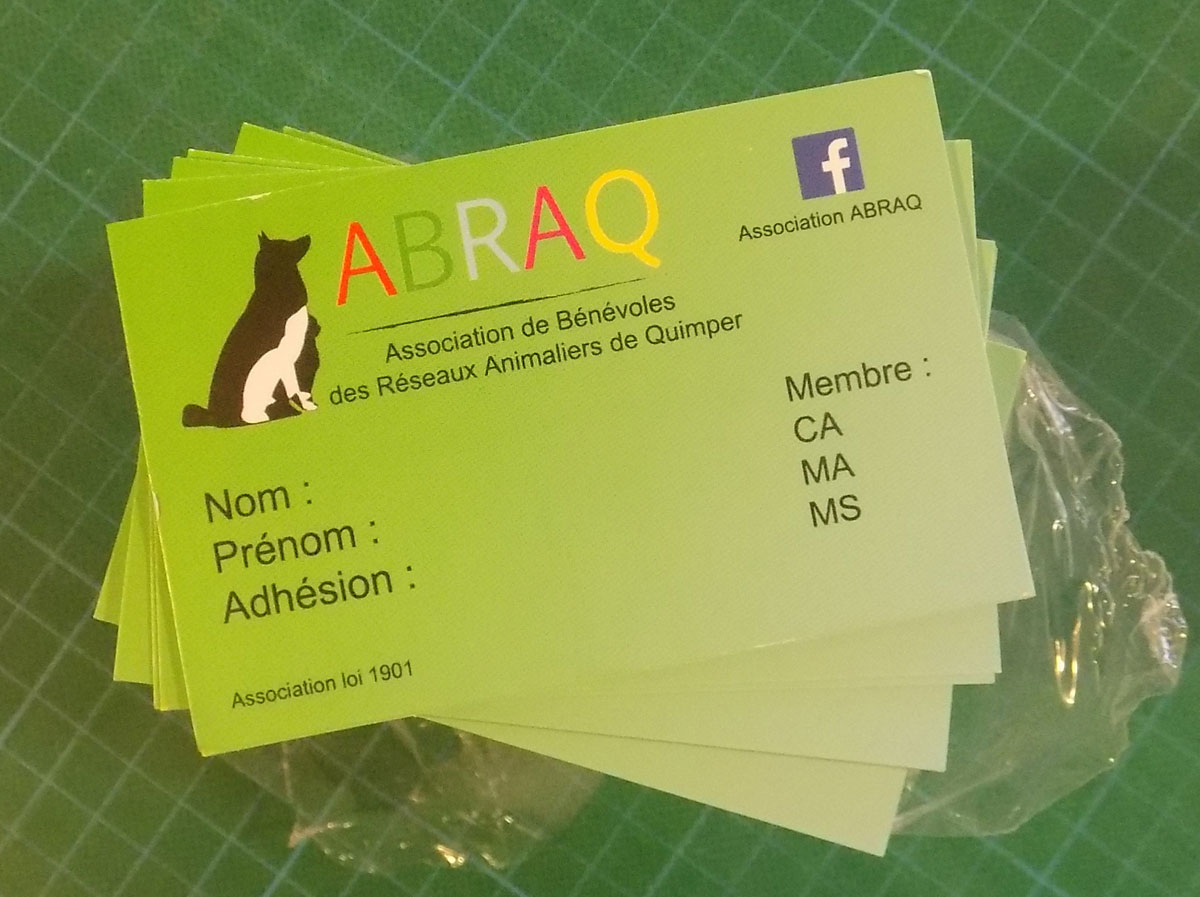 ABRAQ
Association de Bénévoles
des Réseaux Animaliers de Quimper
f
Association ABRAQ
Membre :
CA
MA
MS
Nom :
Prénom :
Adhésion :
Association loi 1901